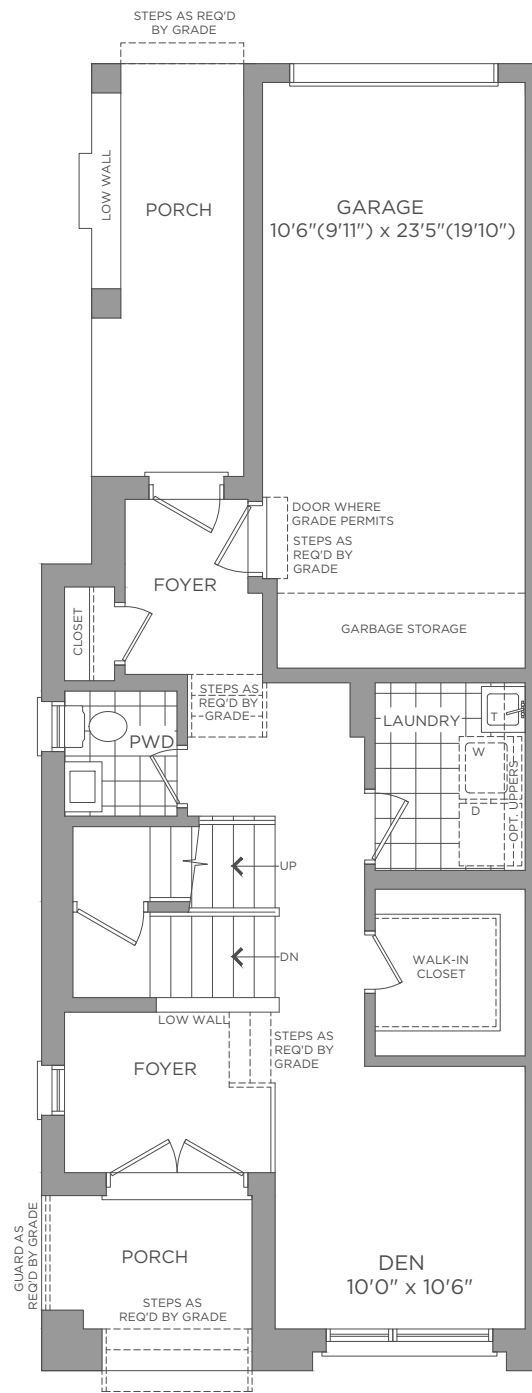 STEPS AS REQ'D
BY GRADE
LOW WALL
PORCH
GARAGE
10'6"(9'11") x 23'5"(19'10")
DOOR WHERE
GRADE PERMITS
STEPS AS
REQ'D BY
GRADE
FOYER
CLOSET
GARBAGE STORAGE
STEPS AS
REQ'D BY
GRADE
PWD
LAUNDRY
T
W
D
OPT. UPPERS
UP
DN
WALK-IN
CLOSET
LOW WALL
STEPS AS
REQ'D BY
GRADE
FOYER
GUARD AS
REQ'D BY GRADE
PORCH
STEPS AS
REQ'D BY GRADE
DEN
10'0" x 10'6"